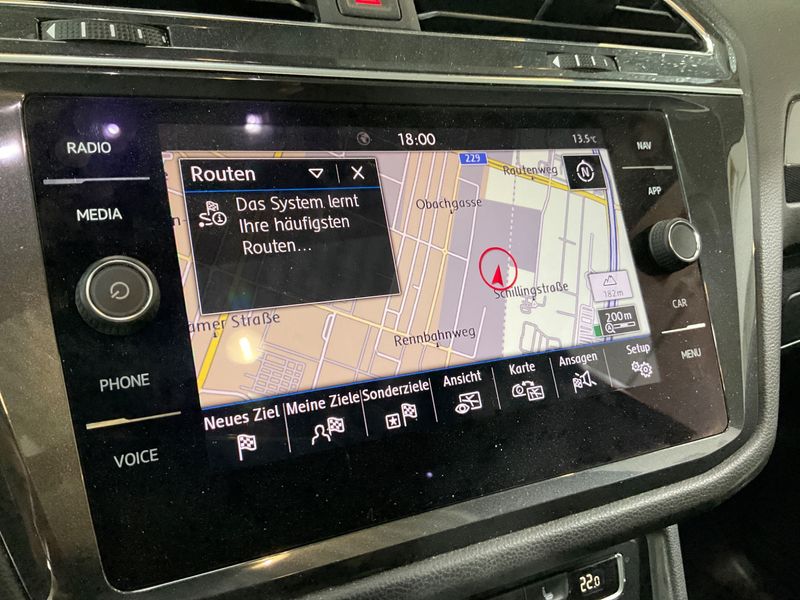 RADIO
MEDIA
PHONE
VOICE
18:00
13.5°C
Routen
Das System lernt
Ihre häufigsten
Routen...
229
Rautenweg
N
Obachgasse
Schillingstraße
182m
amer Straße
Rennbahnweg
200 m
Neues Ziel
Meine Ziele
Sonderziele
Ansicht
Karte
Ansagen
Setup
NAV
APP
CAR
MENU
22.0